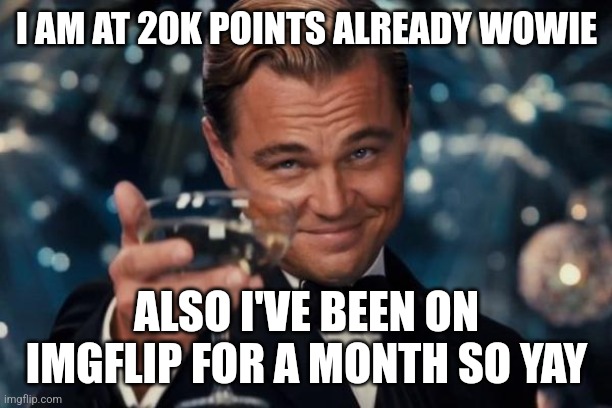 I AM AT 20K POINTS ALREADY WOWIE
ALSO I'VE BEEN ON
IMGFLIP FOR A MONTH SO YAY
imgflip.com